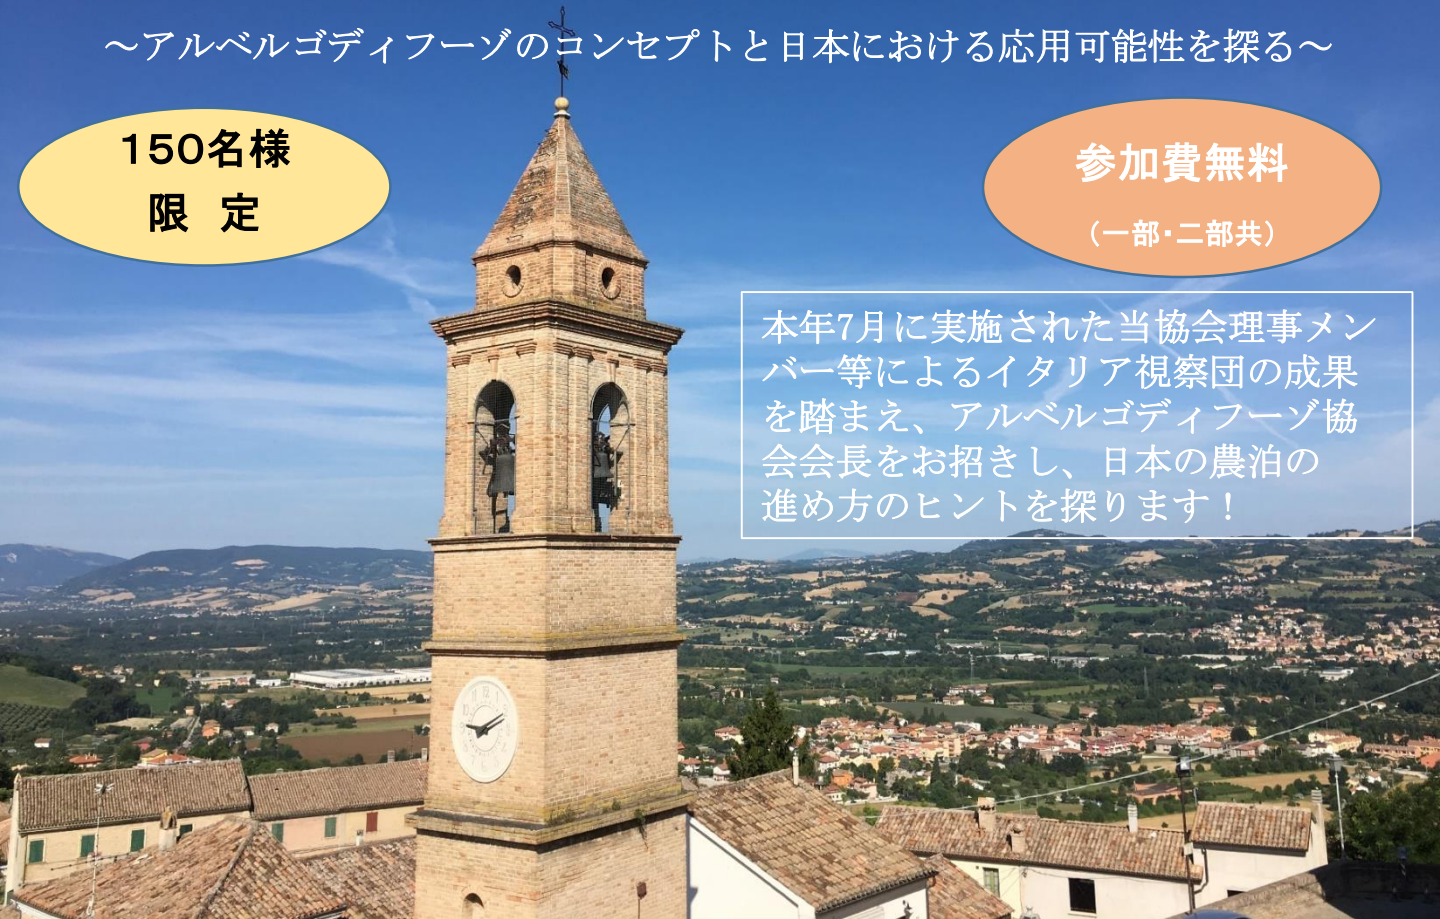 ～アルベルゴディフーゾのコンセプトと日本における応用可能性を探る～
150名様
限　定
参加費無料
（一部・二部共）
本年7月に実施された当協会理事メン
バー等によるイタリア視察団の成果
を踏まえ、アルベルゴディフーゾ協
会会長をお招きし、日本の農泊の
進め方のヒントを探ります！